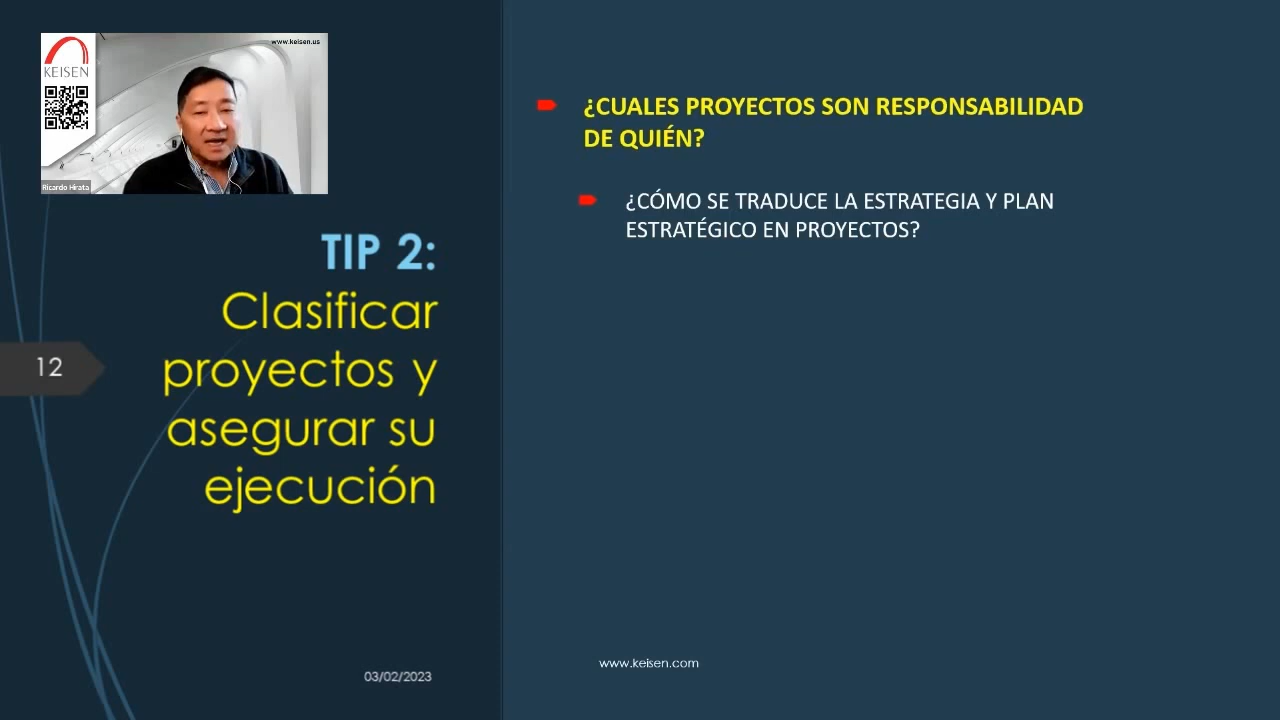 www.keisen.us
KEISEN
Ricardo Hirata
TIP 2:
Clasificar
proyectos y
asegurar su
ejecución
12
03/02/2023
¿CUALES PROYECTOS SON RESPONSABILIDAD
DE QUIÉN?
¿CÓMO SE TRADUCE LA ESTRATEGIA Y PLAN
ESTRATÉGICO EN PROYECTOS?
www.keisen.com